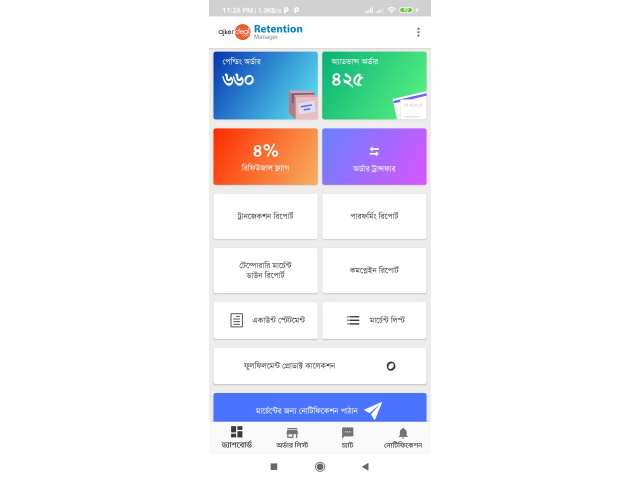 11:26 PM | 1.3KB/s
ajker deal Retention
Manager
পেন্ডিং অর্ডার
৬৬০
অ্যাডভান্স অর্ডার
৪২৫
৪%
রিফিউজাল ফ্ল্যাগ
অর্ডার ট্রান্সফার
ট্রানজেকশন রিপোর্ট
পারফর্মিং রিপোর্ট
টেম্পোরারি মার্চেন্ট
ডাউন রিপোর্ট
কমপ্লেইন রিপোর্ট
একাউন্ট স্টেটমেন্ট
মার্চেন্ট লিস্ট
ফুলফিলমেন্ট প্রোডাক্ট কালেকশন
০
মার্চেন্টের জন্য নোটিফিকেশন পাঠান
ড্যাশবোর্ড
অর্ডার লিস্ট
চ্যাট
নোটিফিকেশন